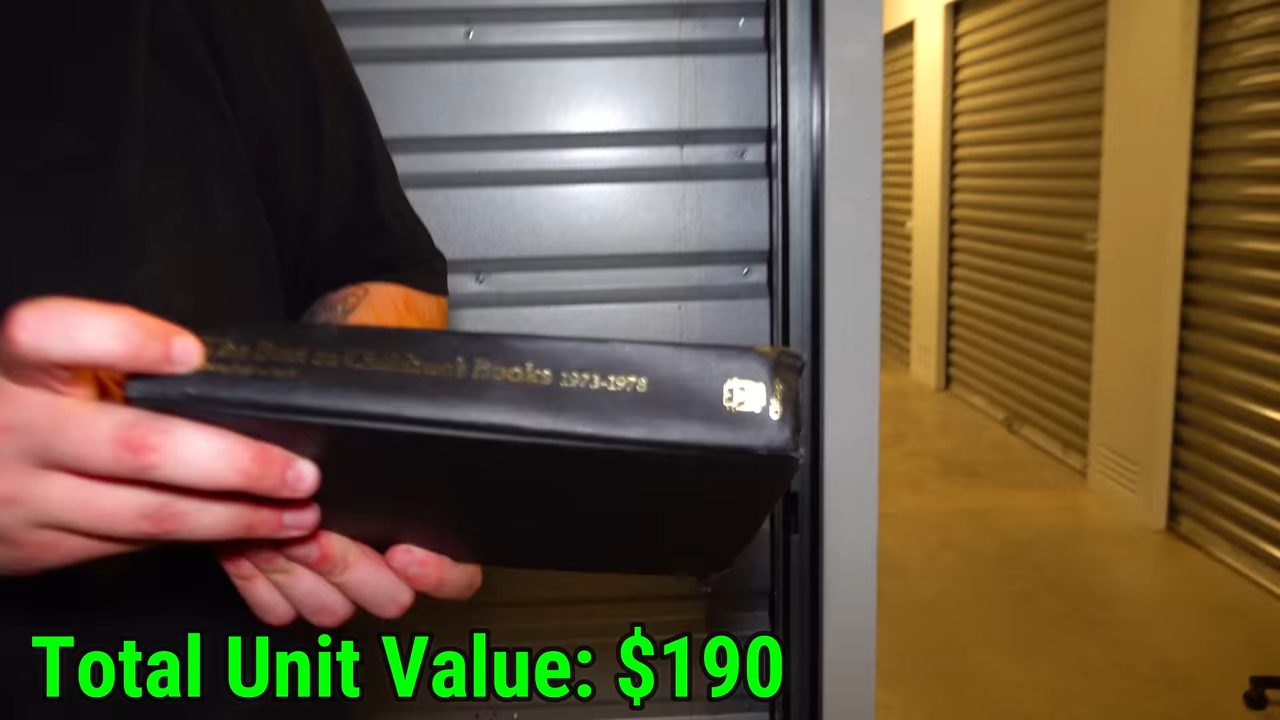 The Best in Children's Books 1973-1978
Total Unit Value: $190